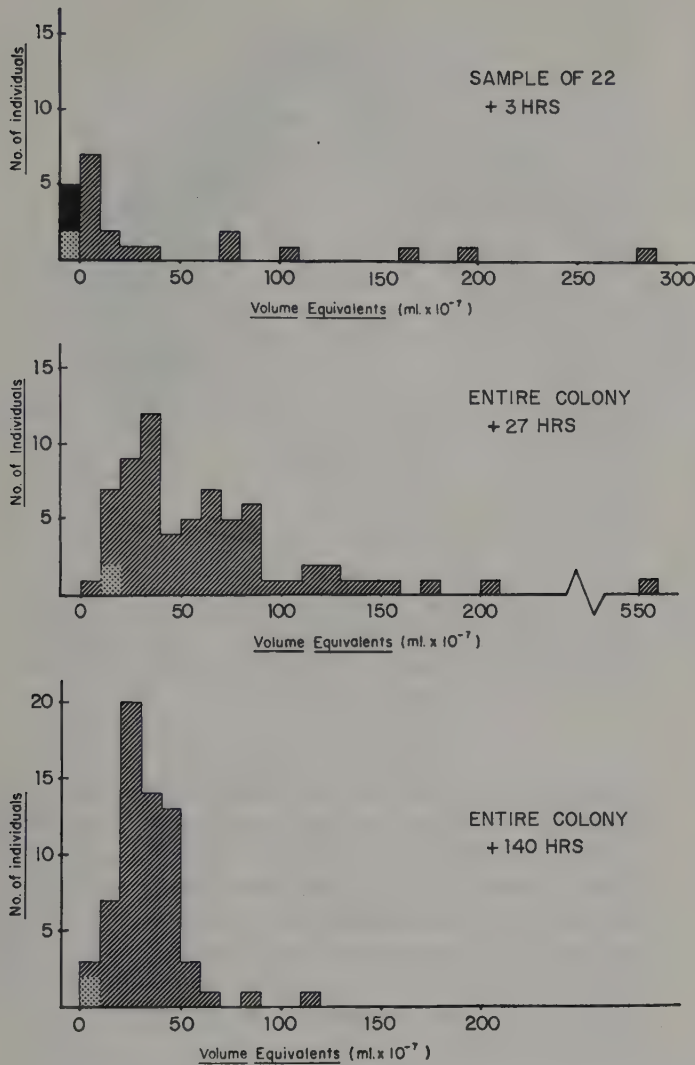 15
10
5
No. of individuals
SAMPLE OF 22
+ 3 HRS
0 50 100 150 200 250 300
Volume Equivalents (ml. x 10⁻⁷)
15
10
5
No. of Individuals
ENTIRE COLONY
+ 27 HRS
0 50 100 150 200 550
Volume Equivalents (ml. x 10⁻⁷)
20
15
10
5
No. of individuals
ENTIRE COLONY
+ 140 HRS
0 50 100 150 200
Volume Equivalents (ml. x 10⁻⁷)